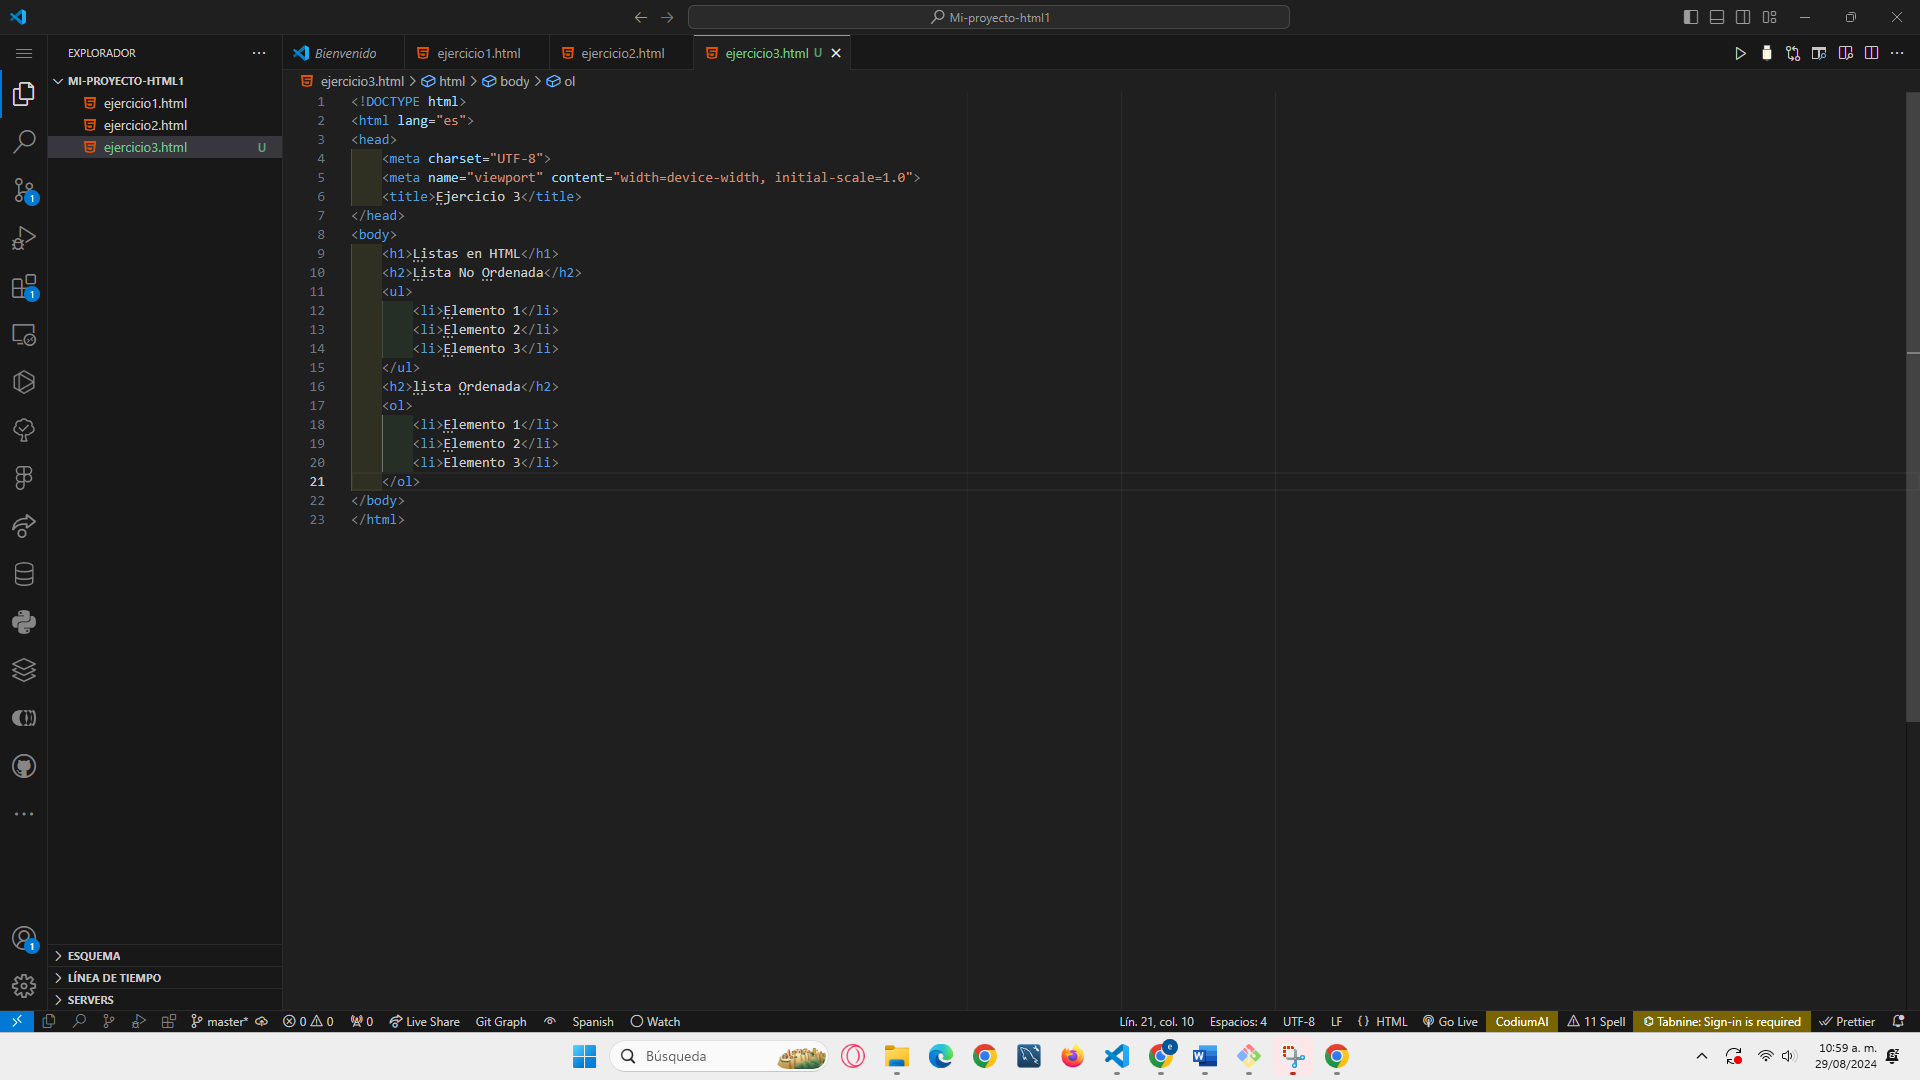 Mi-proyecto-html1
EXPLORADOR
MI-PROYECTO-HTML1
ejercicio1.html
ejercicio2.html
ejercicio3.html U
ESQUEMA
LÍNEA DE TIEMPO
SERVERS
Bienvenido
ejercicio1.html
ejercicio2.html
ejercicio3.html U
ejercicio3.html > html > body > ol
1 <!DOCTYPE html>
2 <html lang="es">
3 <head>
4 <meta charset="UTF-8">
5 <meta name="viewport" content="width=device-width, initial-scale=1.0">
6 <title>Ejercicio 3</title>
7 </head>
8 <body>
9 <h1>Listas en HTML</h1>
10 <h2>Lista No Ordenada</h2>
11 <ul>
12 <li>Elemento 1</li>
13 <li>Elemento 2</li>
14 <li>Elemento 3</li>
15 </ul>
16 <h2>lista Ordenada</h2>
17 <ol>
18 <li>Elemento 1</li>
19 <li>Elemento 2</li>
20 <li>Elemento 3</li>
21 </ol>
22 </body>
23 </html>
1
1
1
master* 0 0 0 Live Share Git Graph Spanish Watch
Lín. 21, col. 10 Espacios: 4 UTF-8 LF {} HTML Go Live CodiumAI 11 Spell Tabnine: Sign-in is required Prettier
Búsqueda
10:59 a. m.
29/08/2024